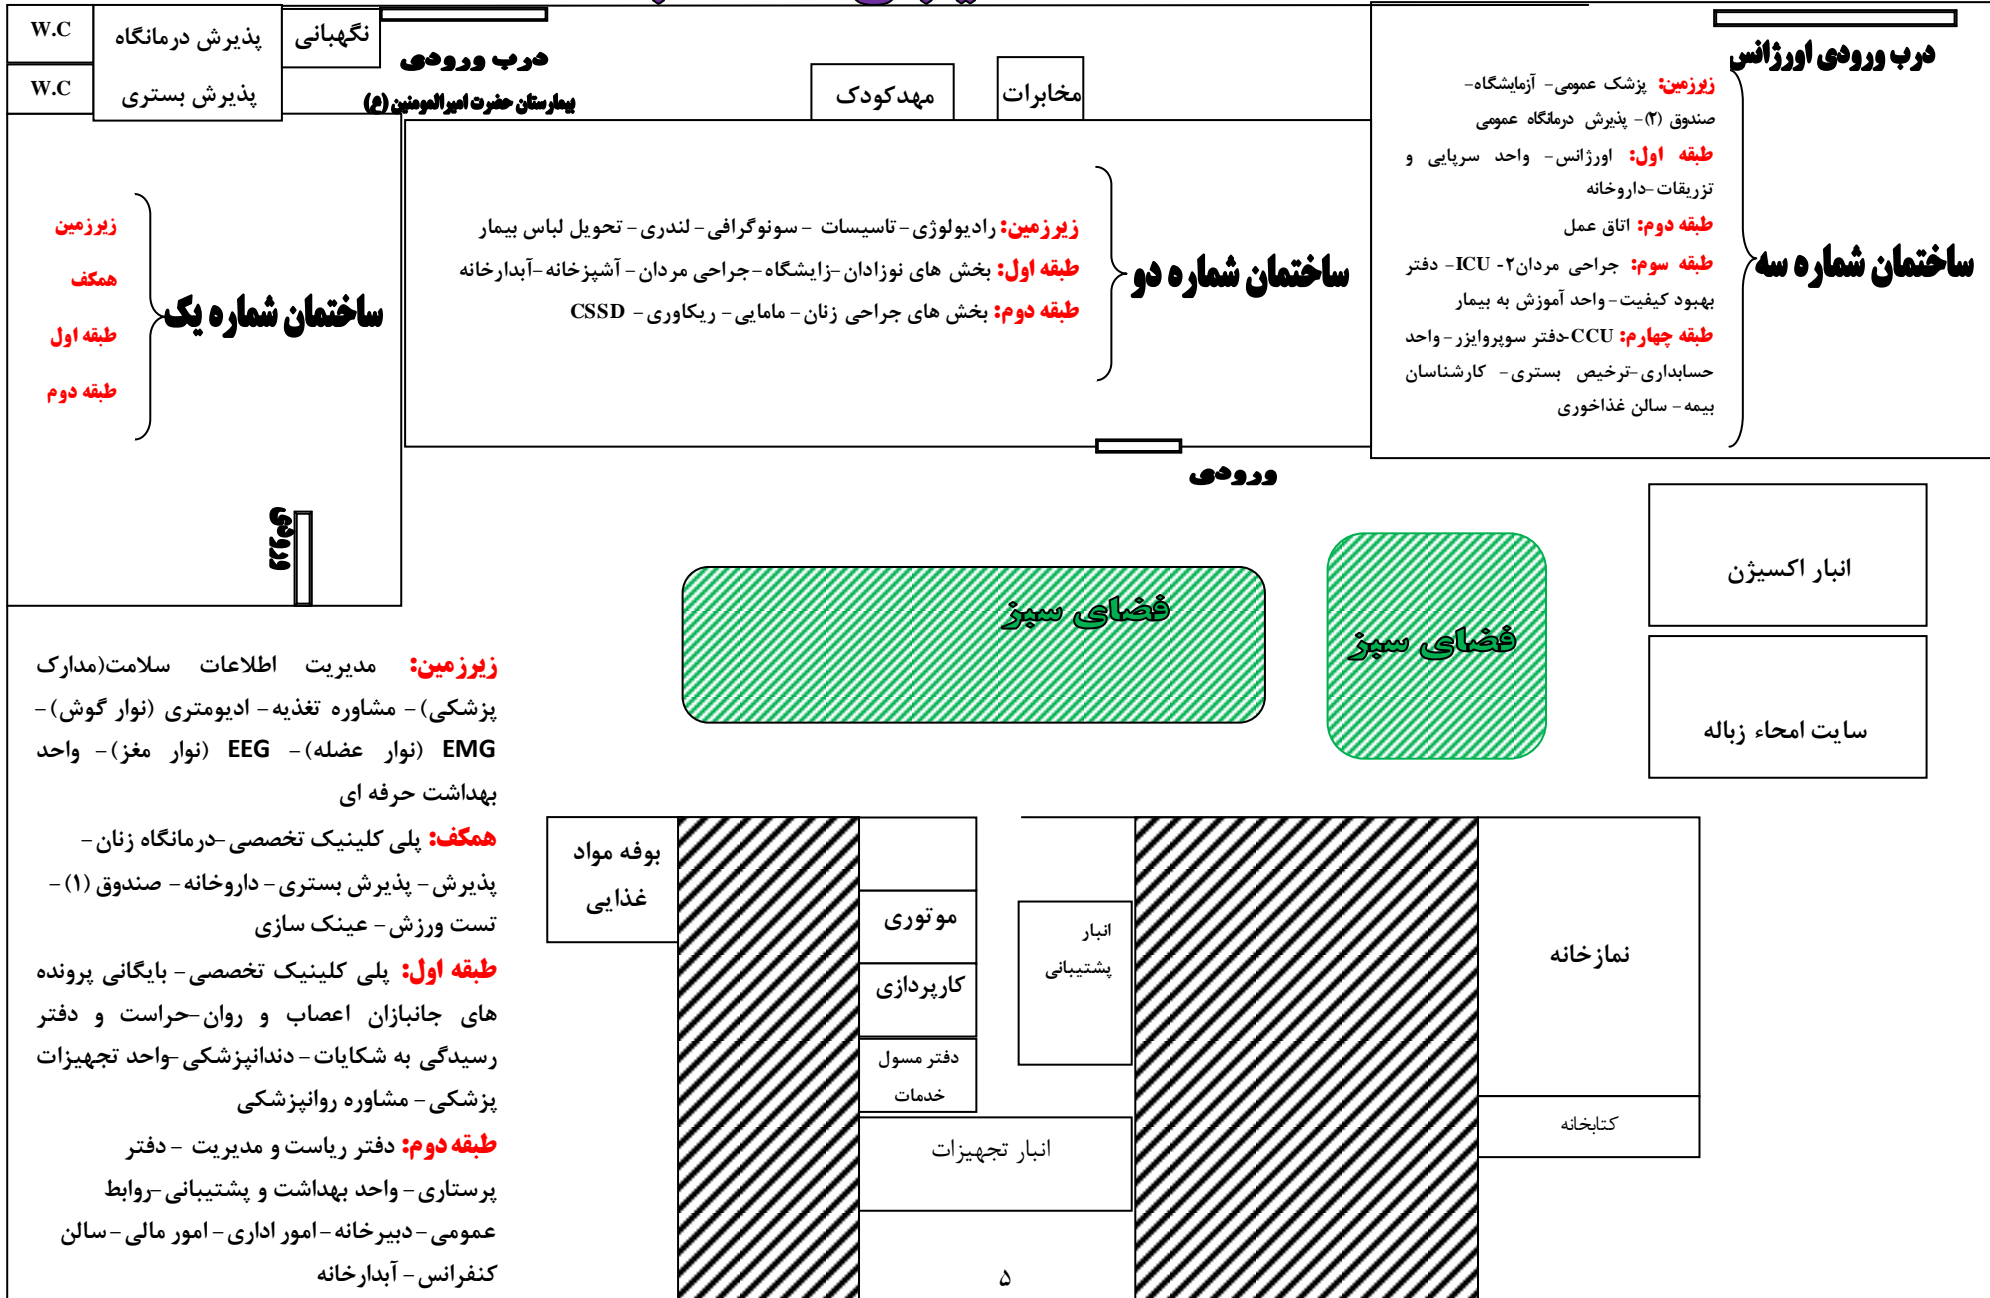 درب ورودی اورژانس
زیرزمین: پزشک عمومی- آزمایشگاه-
صندوق (۲)- پذیرش درمانگاه عمومی
طبقه اول: اورژانس- واحد سرپایی و
تزریقات-داروخانه
طبقه دوم: اتاق عمل
طبقه سوم: جراحی مردان۲- ICU- دفتر
بهبود کیفیت- واحد آموزش به بیمار
طبقه چهارم: CCU-دفتر سوپروایزر- واحد
حسابداری-ترخیص بستری- کارشناسان
بیمه- سالن غذاخوری
ساختمان شماره سه
مخابرات
مهدکودک
درب ورودی
بیمارستان حضرت امیرالمومنین (ع)
نگهبانی
پذیرش درمانگاه
پذیرش بستری
W.C
W.C
ساختمان شماره دو
زیرزمین: رادیولوژی- تاسیسات - سونوگرافی- لندری- تحویل لباس بیمار
طبقه اول: بخش های نوزادان-زایشگاه-جراحی مردان- آشپزخانه-آبدارخانه
طبقه دوم: بخش های جراحی زنان- مامایی- ریکاوری- CSSD
ورودی
ساختمان شماره یک
زیرزمین
همکف
طبقه اول
طبقه دوم
ورودی
انبار اکسیژن
سایت امحاء زباله
فضای سبز
فضای سبز
زیرزمین: مدیریت اطلاعات سلامت(مدارک
پزشکی)- مشاوره تغذیه- ادیومتری (نوار گوش)-
EMG (نوار عضله)- EEG (نوار مغز)- واحد
بهداشت حرفه ای
همکف: پلی کلینیک تخصصی-درمانگاه زنان-
پذیرش- پذیرش بستری- داروخانه- صندوق (۱)-
تست ورزش- عینک سازی
طبقه اول: پلی کلینیک تخصصی- بایگانی پرونده
های جانبازان اعصاب و روان-حراست و دفتر
رسیدگی به شکایات- دندانپزشکی-واحد تجهیزات
پزشکی- مشاوره روانپزشکی
طبقه دوم: دفتر ریاست و مدیریت - دفتر
پرستاری- واحد بهداشت و پشتیبانی-روابط
عمومی-دبیرخانه-امور اداری- امور مالی-سالن
کنفرانس- آبدارخانه
بوفه مواد
غذایی
موتوری
کارپردازی
دفتر مسول
خدمات
انبار
پشتیبانی
انبار تجهیزات
نمازخانه
کتابخانه
۵